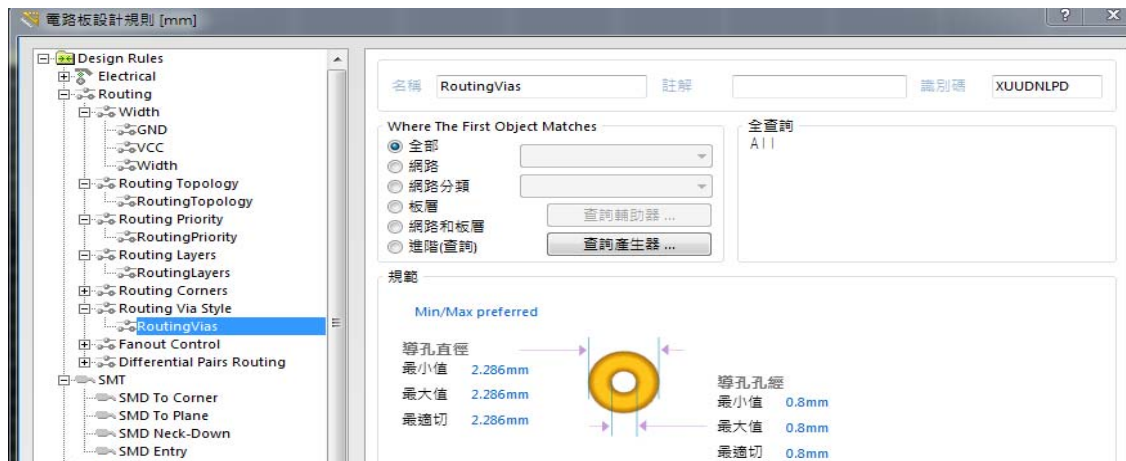 電路板設計規則 [mm]
Design Rules
Electrical
Routing
Width
GND
VCC
Width
Routing Topology
RoutingTopology
Routing Priority
RoutingPriority
Routing Layers
RoutingLayers
Routing Corners
Routing Via Style
RoutingVias
Fanout Control
Differential Pairs Routing
SMT
SMD To Corner
SMD To Plane
SMD Neck-Down
SMD Entry
名稱 RoutingVias 註解 識別碼 XUUDNLPD
Where The First Object Matches
全部
網路
網路分類
板層
網路和板層
進階(查詢)
查詢輔助器 ...
查詢產生器 ...
全查詢
All
規範
Min/Max preferred
導孔直徑
最小值 2.286mm
最大值 2.286mm
最適切 2.286mm
導孔孔經
最小值 0.8mm
最大值 0.8mm
最適切 0.8mm